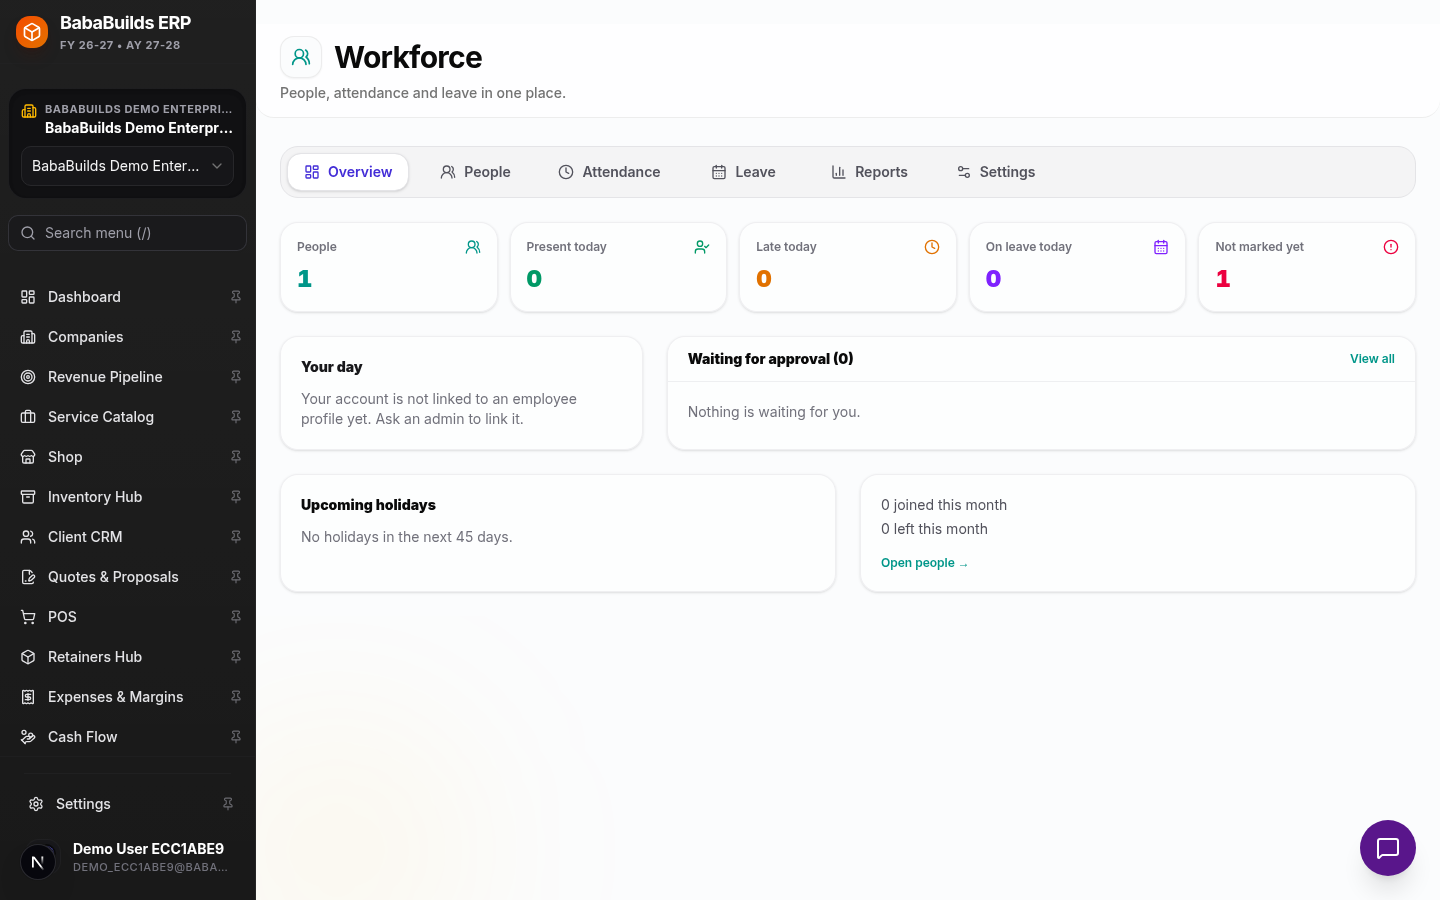 BabaBuilds ERP
FY 26-27 • AY 27-28
BABABUILDS DEMO ENTERPRI...
BabaBuilds Demo Enterpr...
BabaBuilds Demo Enter...
Search menu (/)
Dashboard
Companies
Revenue Pipeline
Service Catalog
Shop
Inventory Hub
Client CRM
Quotes & Proposals
POS
Retainers Hub
Expenses & Margins
Cash Flow
Settings
N
Demo User ECC1ABE9
DEMO_ECC1ABE9@BABA...
Workforce
People, attendance and leave in one place.
Overview
People
Attendance
Leave
Reports
Settings
People
1
Present today
0
Late today
0
On leave today
0
Not marked yet
1
Your day
Your account is not linked to an employee
profile yet. Ask an admin to link it.
Waiting for approval (0)
View all
Nothing is waiting for you.
Upcoming holidays
No holidays in the next 45 days.
0 joined this month
0 left this month
Open people →